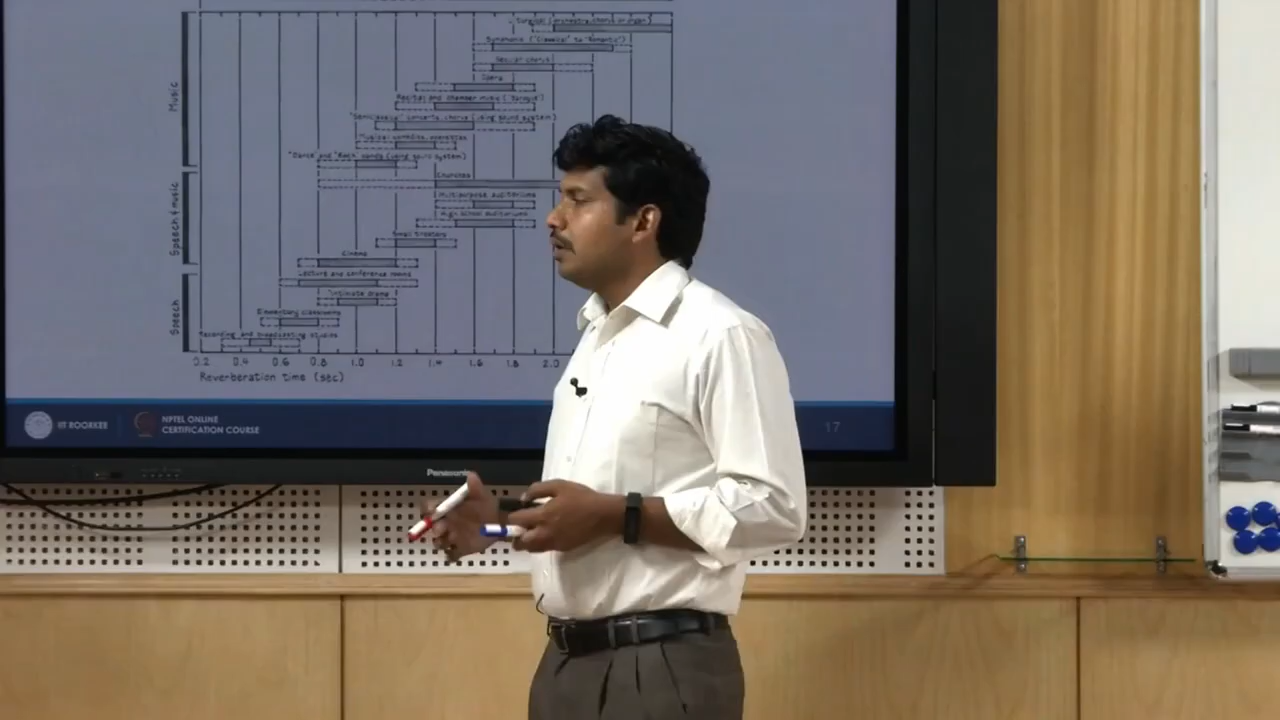 Liturgical (orchestra, chorus, organ)
Symphonic ("Classical" to "Romantic")
Secular chorus
Opera
Recital and chamber music ("Baroque")
"Semiclassical" concerts, chorus (using sound system)
Musical comedies, operettas
"Dance" and "Rock" bands (using sound system)
Churches
Multipurpose auditoriums
High school auditoriums
Small theaters
Cinema
Lecture and conference rooms
Intimate drama
Elementary classrooms
Recording and broadcasting studios
Music
Speech & music
Speech
0.2 0.4 0.6 0.8 1.0 1.2 1.4 1.6 1.8 2.0
Reverberation time (sec)
IIT ROORKEE
NPTEL ONLINE
CERTIFICATION COURSE
17
Panasonic